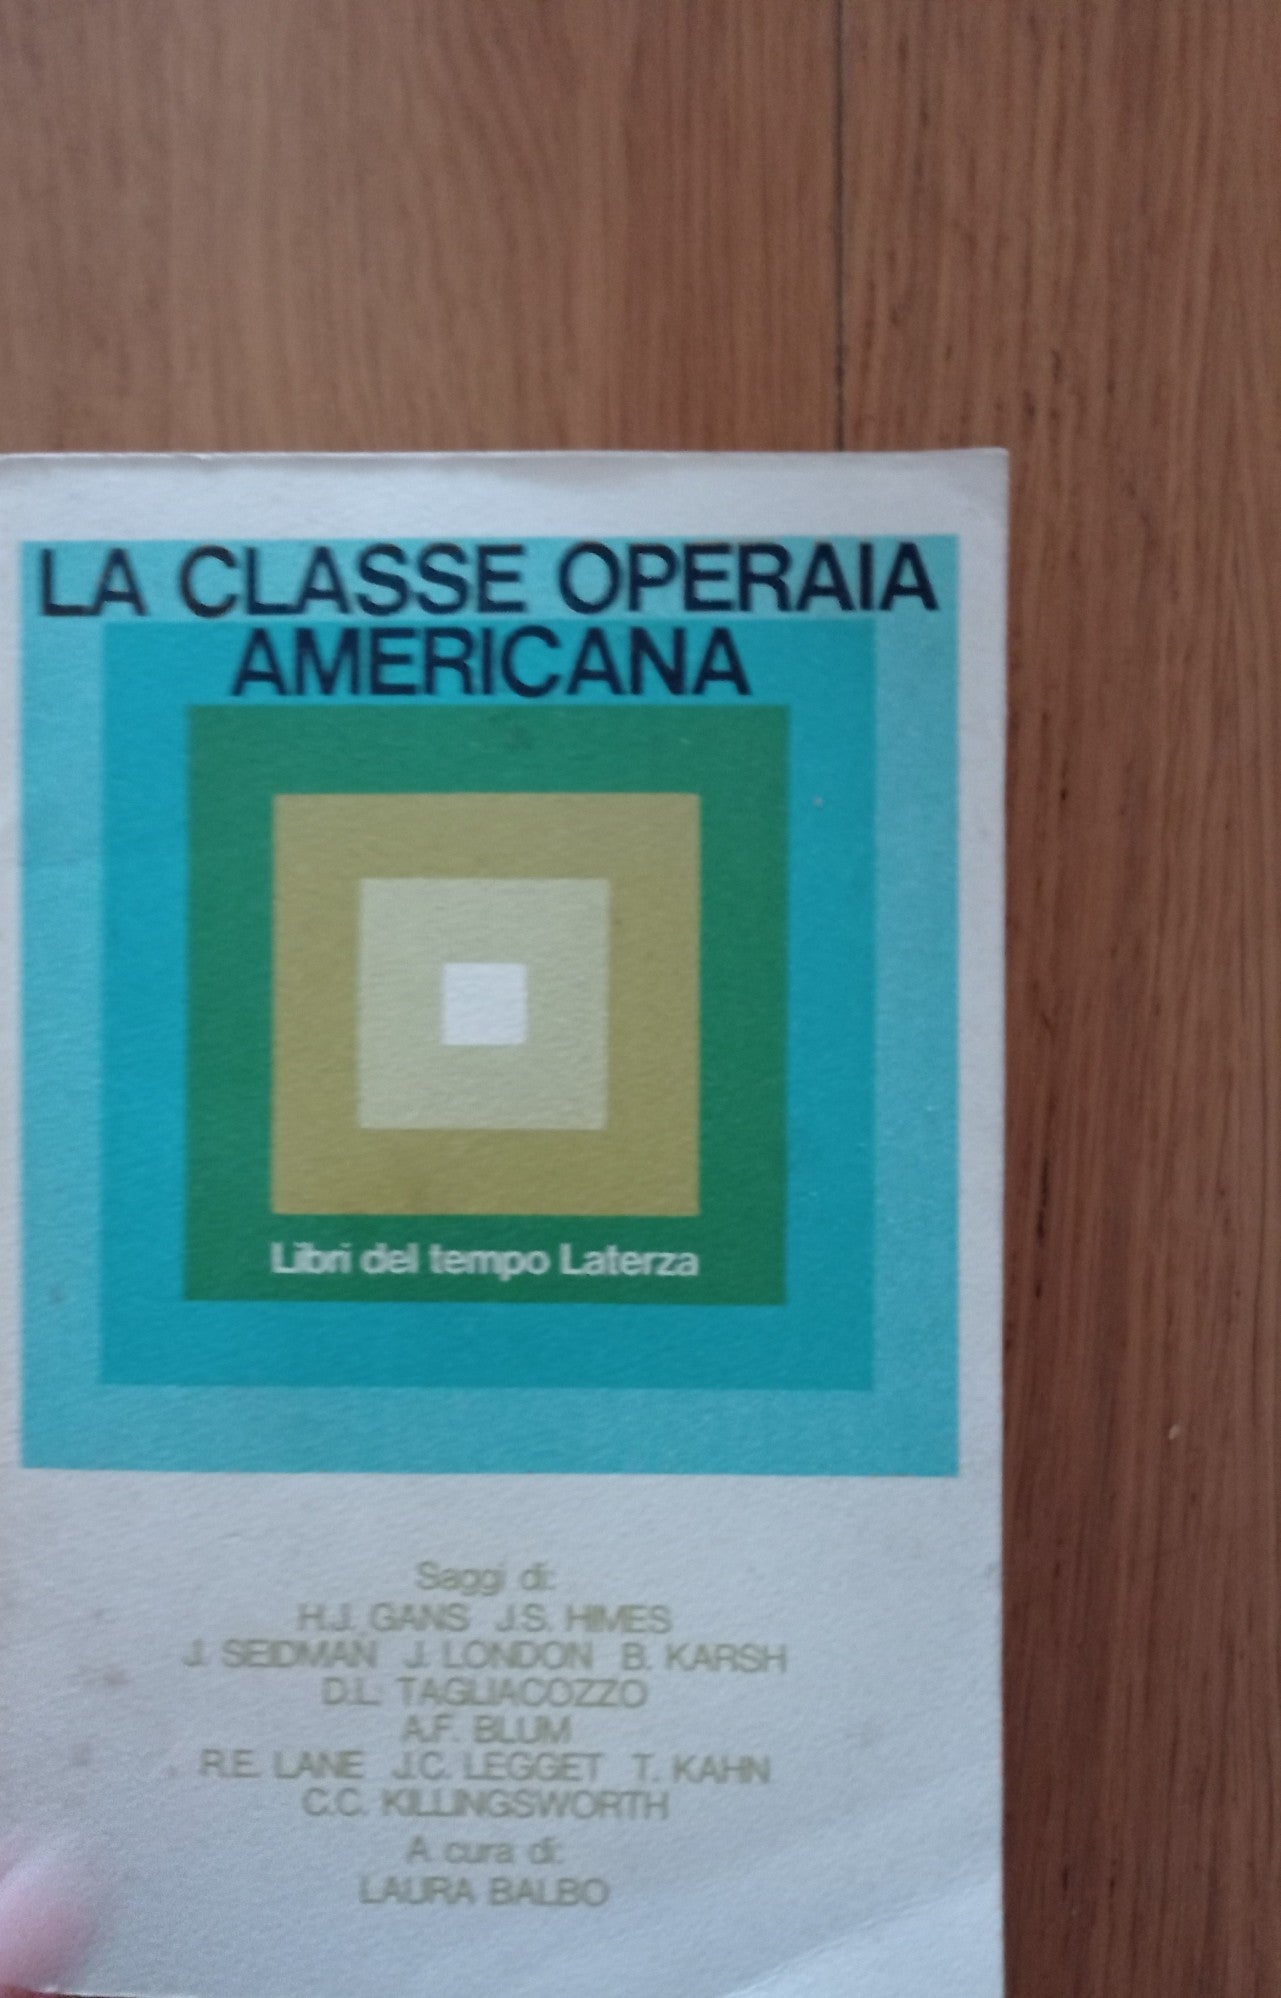 LA CLASSE OPERAIA
AMERICANA
Libri del tempo Laterza
Saggi di:
H.J. GANS J.S. HIMES
J. SEIDMAN J. LONDON B. KARSH
D.L. TAGLIACOZZO
A.F. BLUM
R.E. LANE J.C. LEGGET T. KAHN
C.C. KILLINGSWORTH
A cura di:
LAURA BALBO